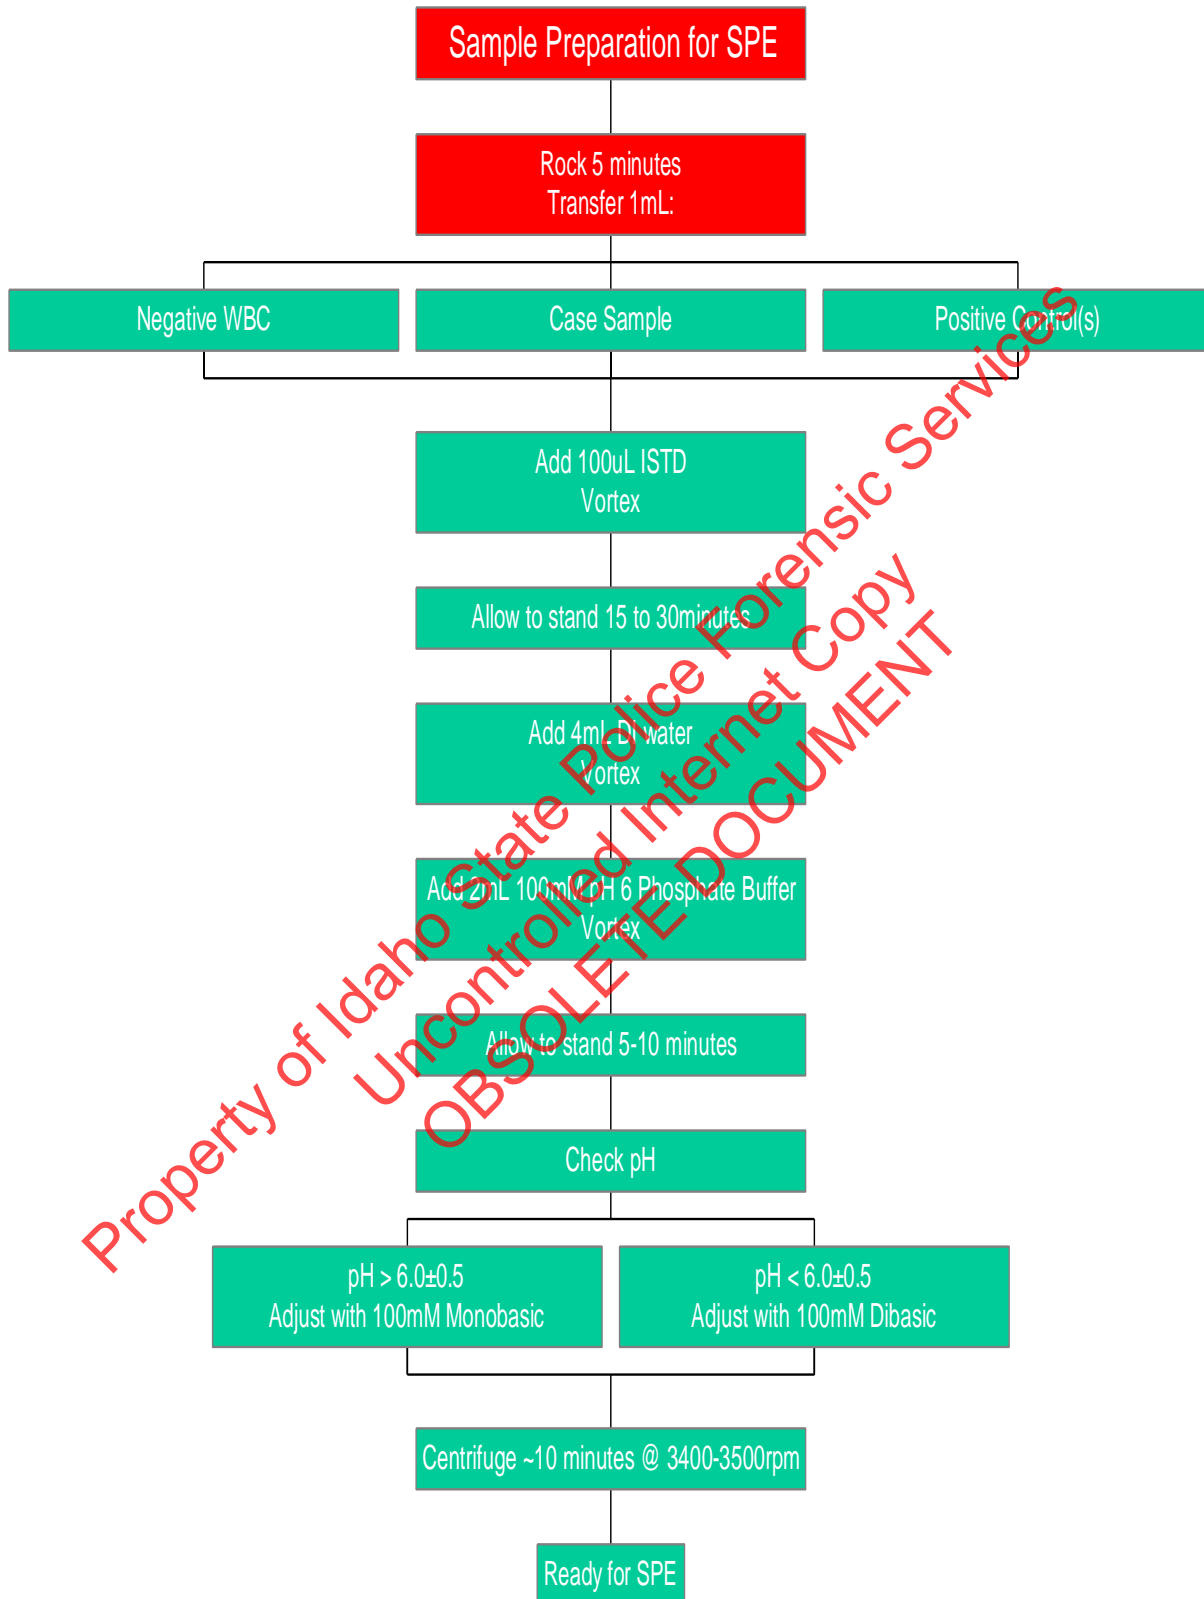 Sample Preparation for SPE
Rock 5 minutes
Transfer 1mL:
Negative WBC
Case Sample
Positive Control(s)
Add 100uL ISTD
Vortex
Allow to stand 15 to 30minutes
Add 4mL DI water
Vortex
Add 2mL 100mM pH 6 Phosphate Buffer
Vortex
Allow to stand 5-10 minutes
Check pH
pH > 6.0±0.5
Adjust with 100mM Monobasic
pH < 6.0±0.5
Adjust with 100mM Dibasic
Centrifuge ~10 minutes @ 3400-3500rpm
Ready for SPE
Property of Idaho State Police Forensic Services
Uncontrolled Internet Copy
OBSOLETE DOCUMENT